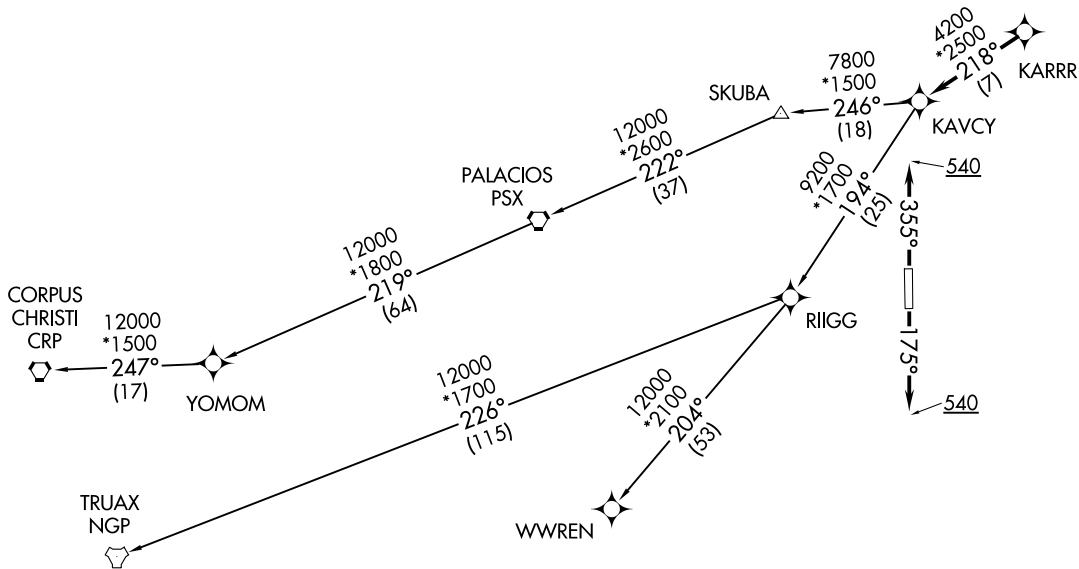 4200
*2500
218°
(7)
KARRR
7800
*1500
246°
(18)
SKUBA
KAVCY
12000
*2600
222°
(37)
PALACIOS
PSX
9200
*1700
194°
(25)
540
355°
175°
540
12000
*1800
219°
(64)
RIIGG
CORPUS
CHRISTI
CRP
12000
*1500
247°
(17)
YOMOM
12000
*1700
226°
(115)
12000
*2100
204°
(53)
TRUAX
NGP
WWREN